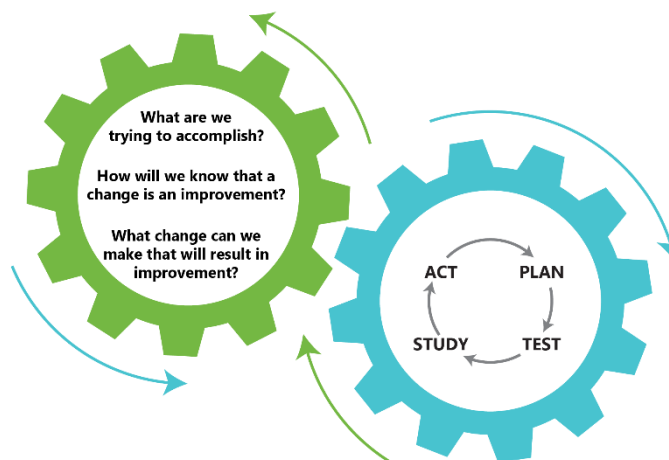 What are we
trying to accomplish?
How will we know that a
change is an improvement?
What change can we
make that will result in
improvement?
ACT
PLAN
STUDY
TEST